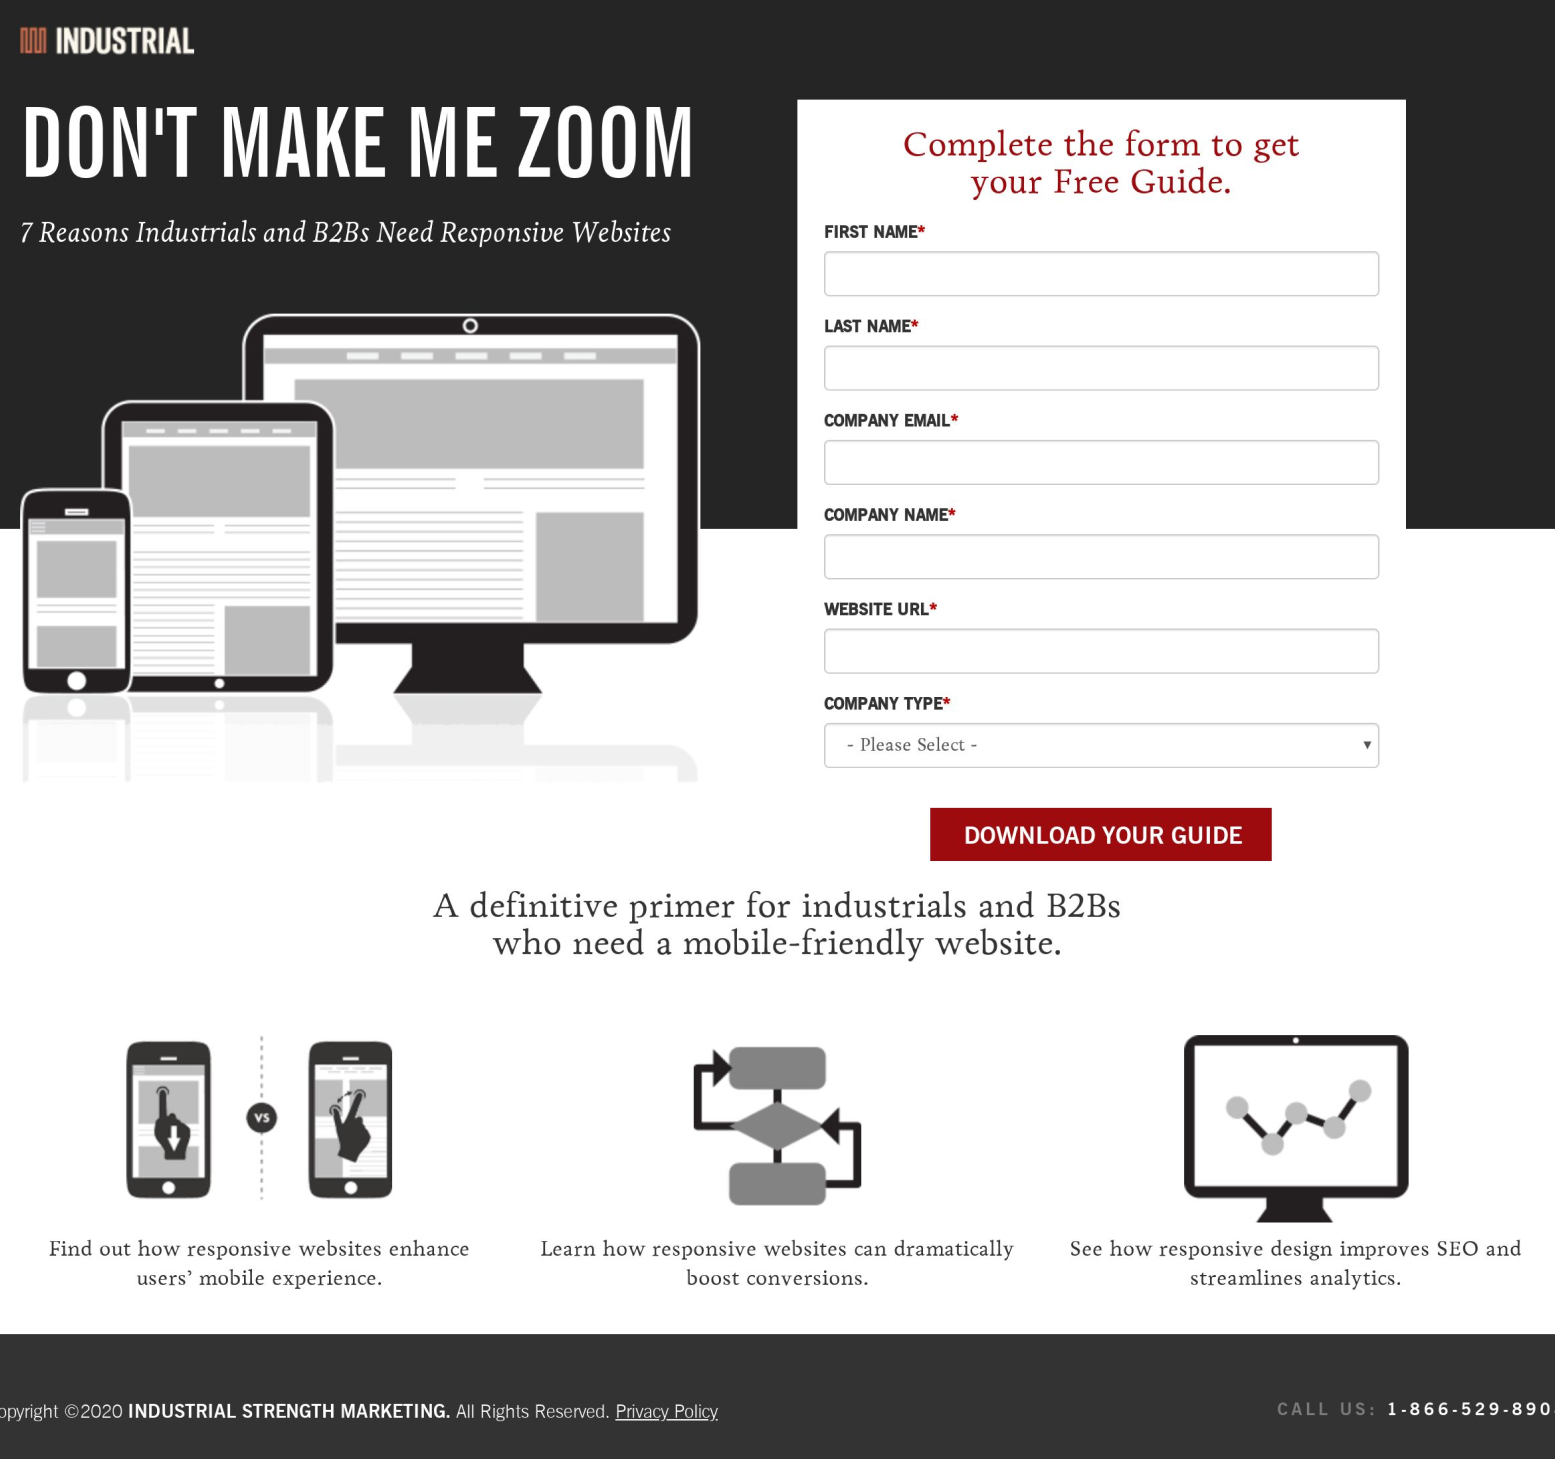 INDUSTRIAL
DON'T MAKE ME ZOOM
7 Reasons Industrials and B2Bs Need Responsive Websites
Complete the form to get
your Free Guide.
FIRST NAME*
LAST NAME*
COMPANY EMAIL*
COMPANY NAME*
WEBSITE URL*
COMPANY TYPE*
- Please Select -
DOWNLOAD YOUR GUIDE
A definitive primer for industrials and B2Bs
who need a mobile-friendly website.
VS
Find out how responsive websites enhance
users’ mobile experience.
Learn how responsive websites can dramatically
boost conversions.
See how responsive design improves SEO and
streamlines analytics.
opyright ©2020 INDUSTRIAL STRENGTH MARKETING. All Rights Reserved. Privacy Policy
CALL US: 1-866-529-890